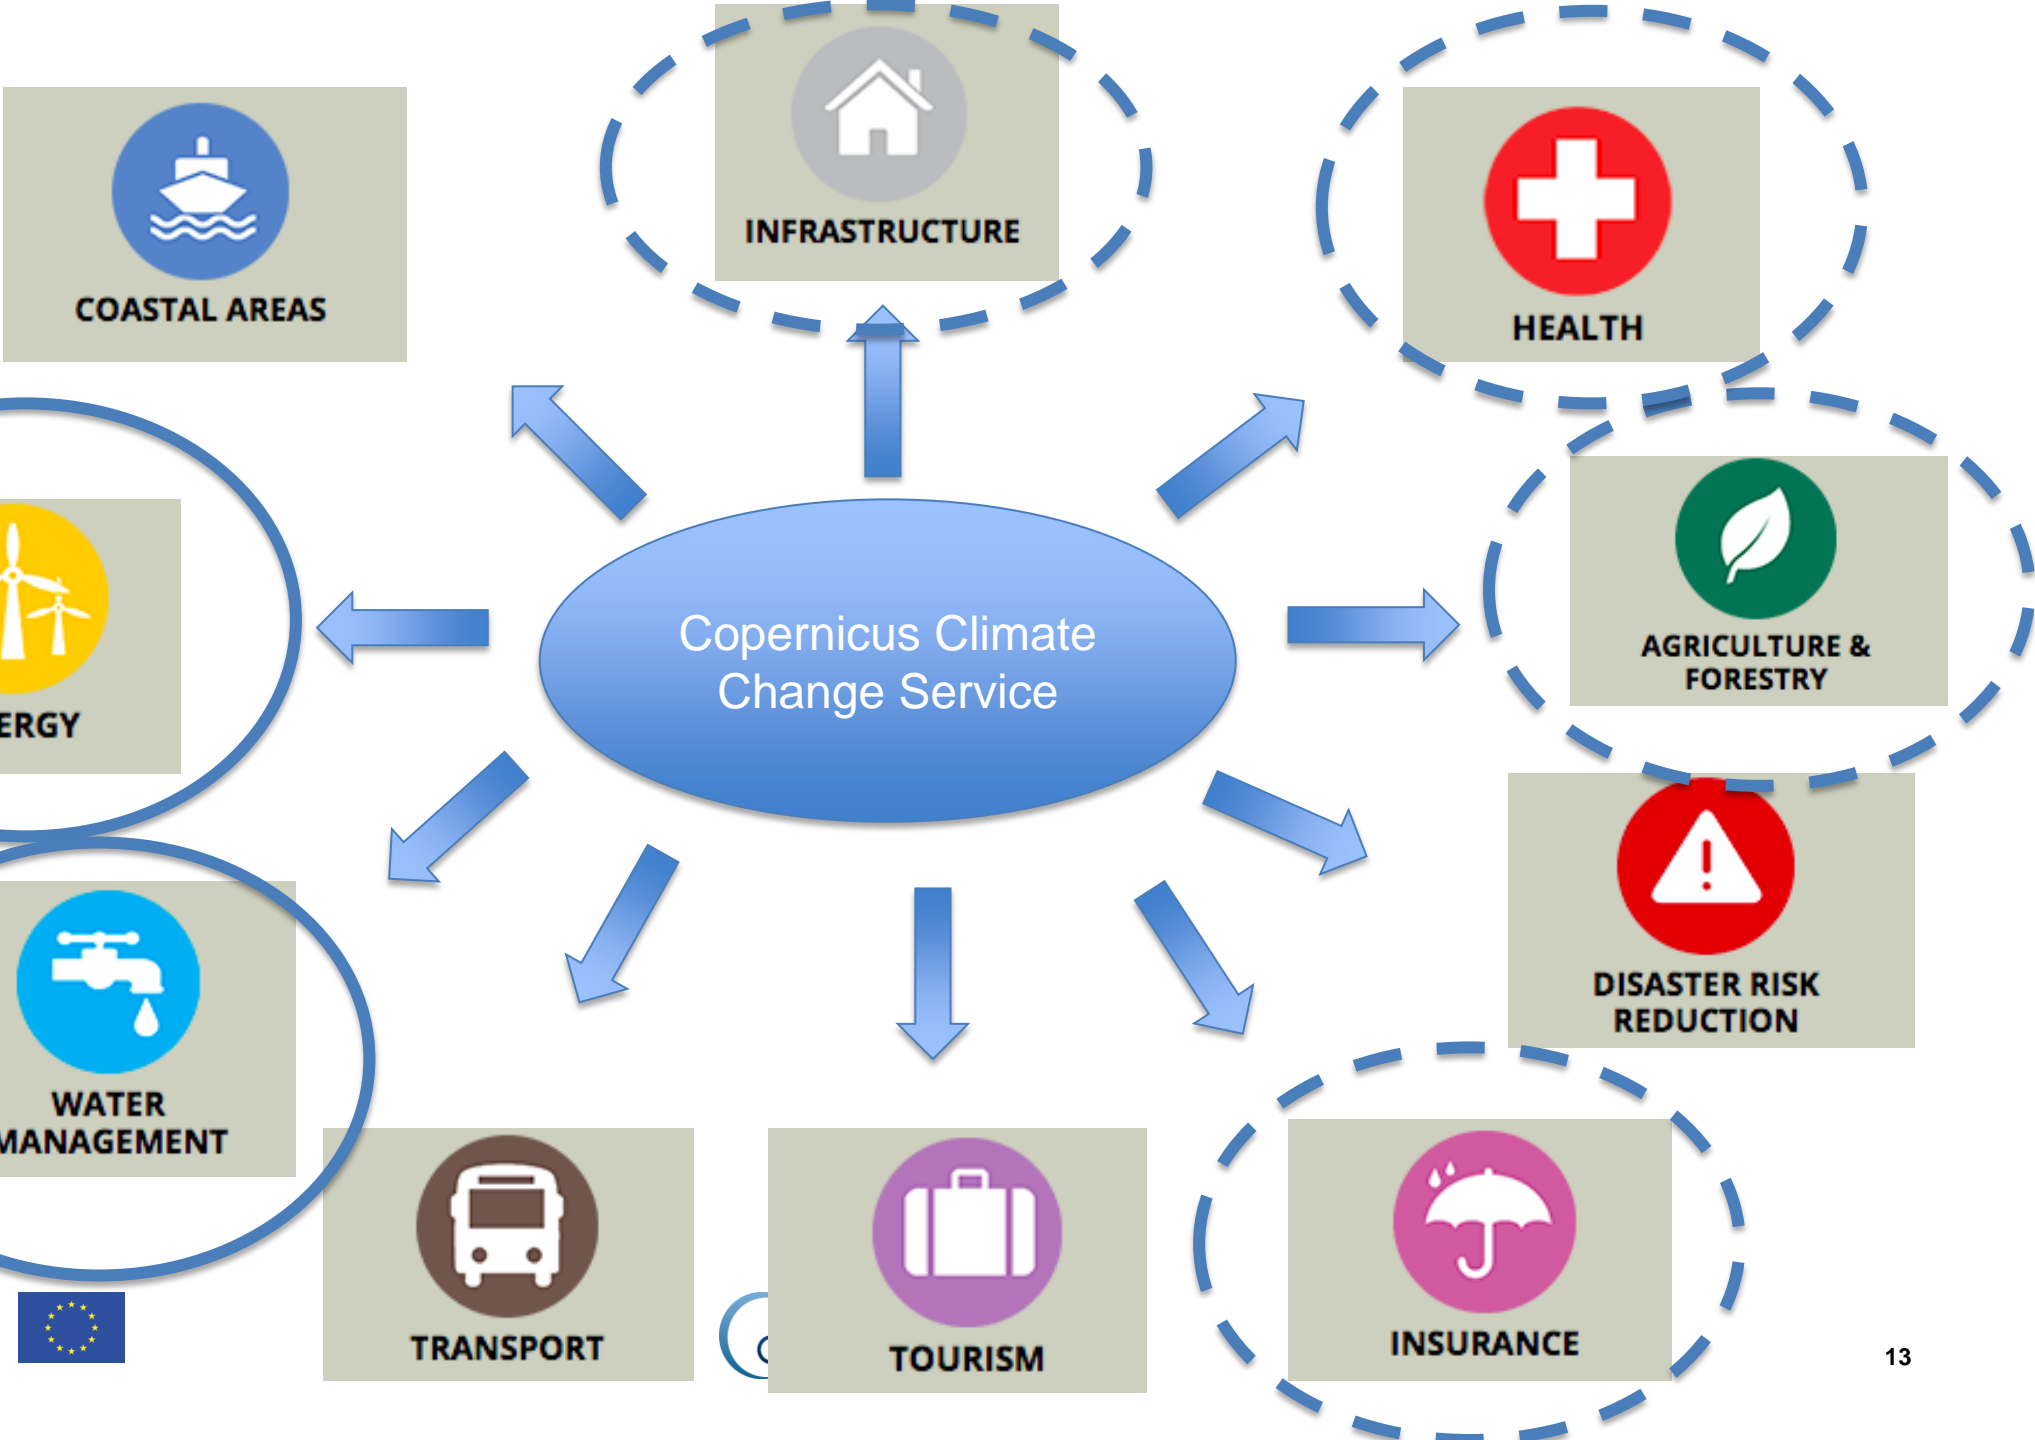 INFRASTRUCTURE
COASTAL AREAS
HEALTH
Copernicus Climate
Change Service
AGRICULTURE &
FORESTRY
ERGY
DISASTER RISK
REDUCTION
WATER
MANAGEMENT
TRANSPORT
TOURISM
INSURANCE
13